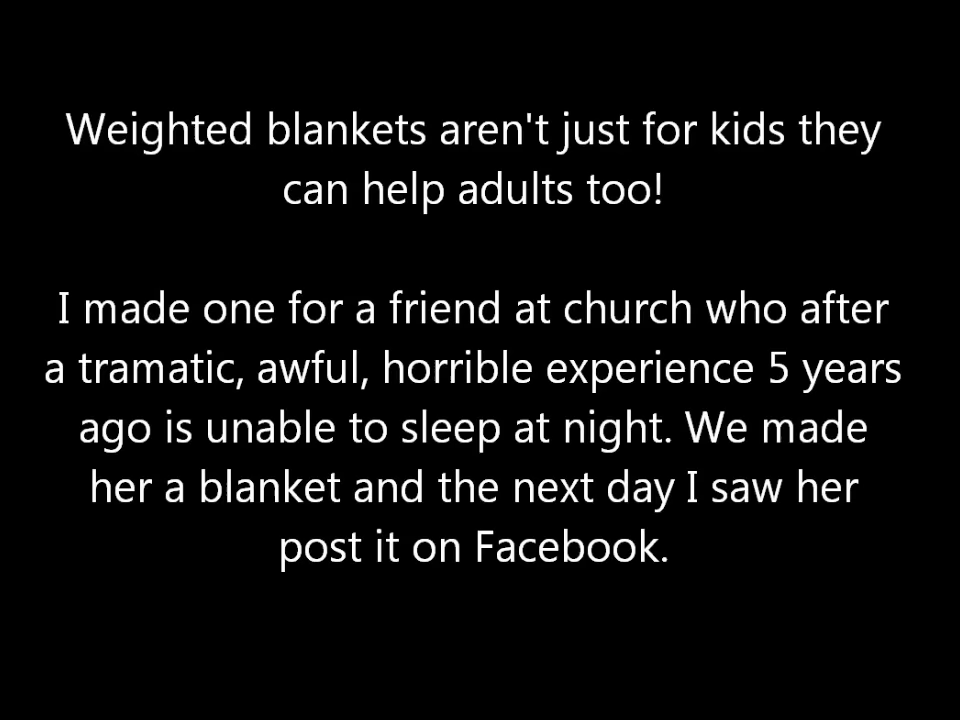 Weighted blankets aren't just for kids they
can help adults too!
I made one for a friend at church who after
a tramatic, awful, horrible experience 5 years
ago is unable to sleep at night. We made
her a blanket and the next day I saw her
post it on Facebook.